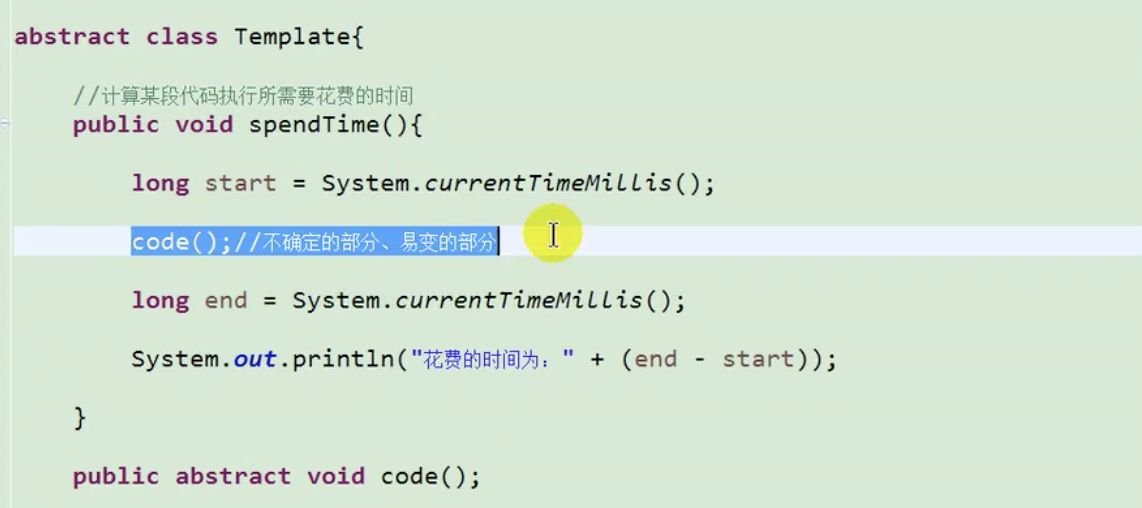 abstract class Template{
//计算某段代码执行所需要花费的时间
public void spendTime(){
long start = System.currentTimeMillis();
code();//不确定的部分、易变的部分
long end = System.currentTimeMillis();
System.out.println("花费的时间为：" + (end - start));
}
public abstract void code();